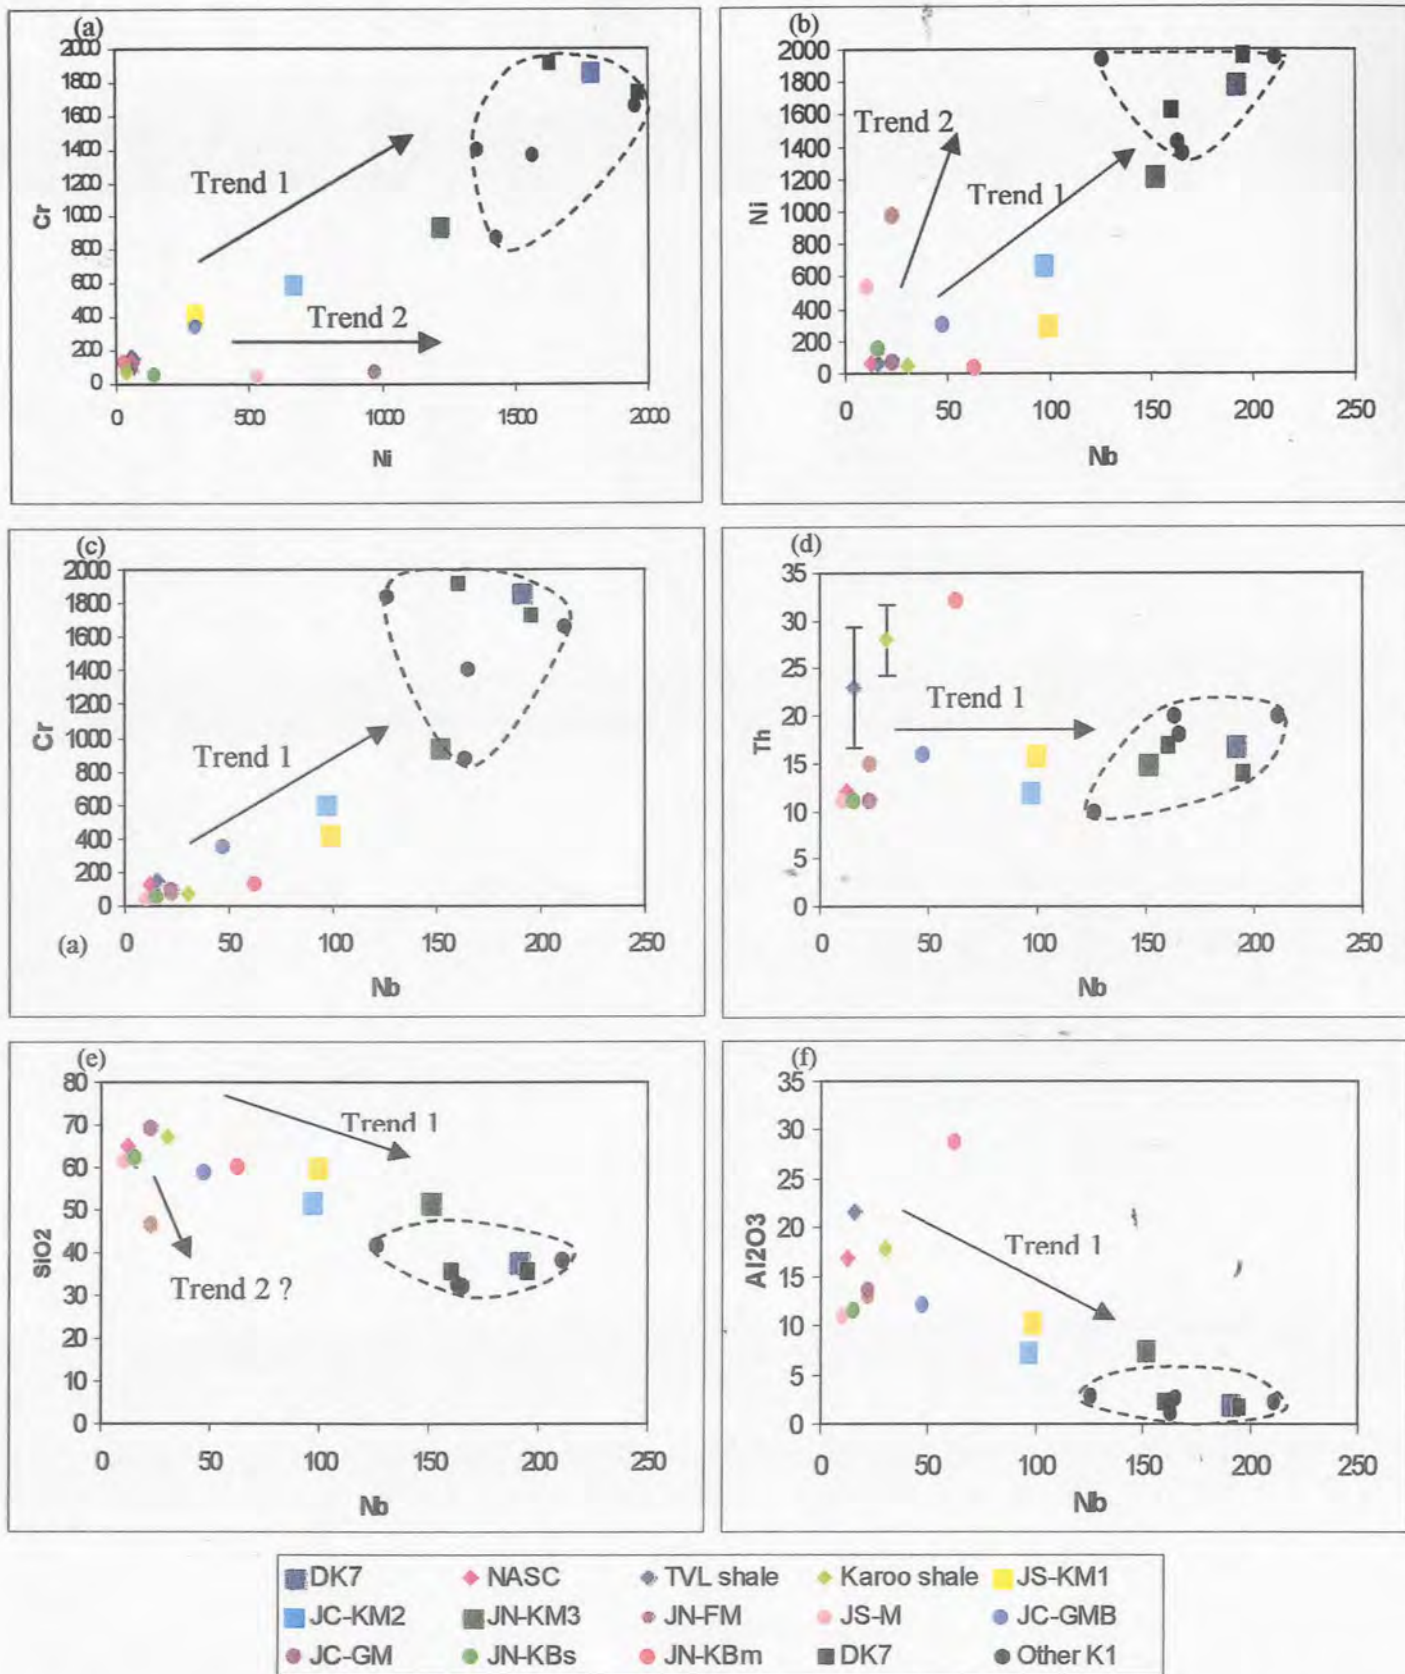 (a)
2000
1800
1600
1400
1200
1000
800
600
400
200
0
Cr
Trend 1
Trend 2
0 500 1000 1500 2000
Ni
(b)
2000
1800
1600
1400
1200
1000
800
600
400
200
0
Ni
Trend 2
Trend 1
0 50 100 150 200 250
Nb
(c)
2000
1800
1600
1400
1200
1000
800
600
400
200
0
Cr
Trend 1
(a)
0 50 100 150 200 250
Nb
(d)
35
30
25
20
15
10
5
0
Th
Trend 1
0 50 100 150 200 250
Nb
(e)
80
70
60
50
40
30
20
10
0
SiO2
Trend 1
Trend 2 ?
0 50 100 150 200 250
Nb
(f)
35
30
25
20
15
10
5
0
Al2O3
Trend 1
0 50 100 150 200 250
Nb
DK7 NASC TVL shale Karoo shale JS-KM1
JC-KM2 JN-KM3 JN-FM JS-M JC-GMB
JC-GM JN-KBs JN-KBm DK7 Other K1